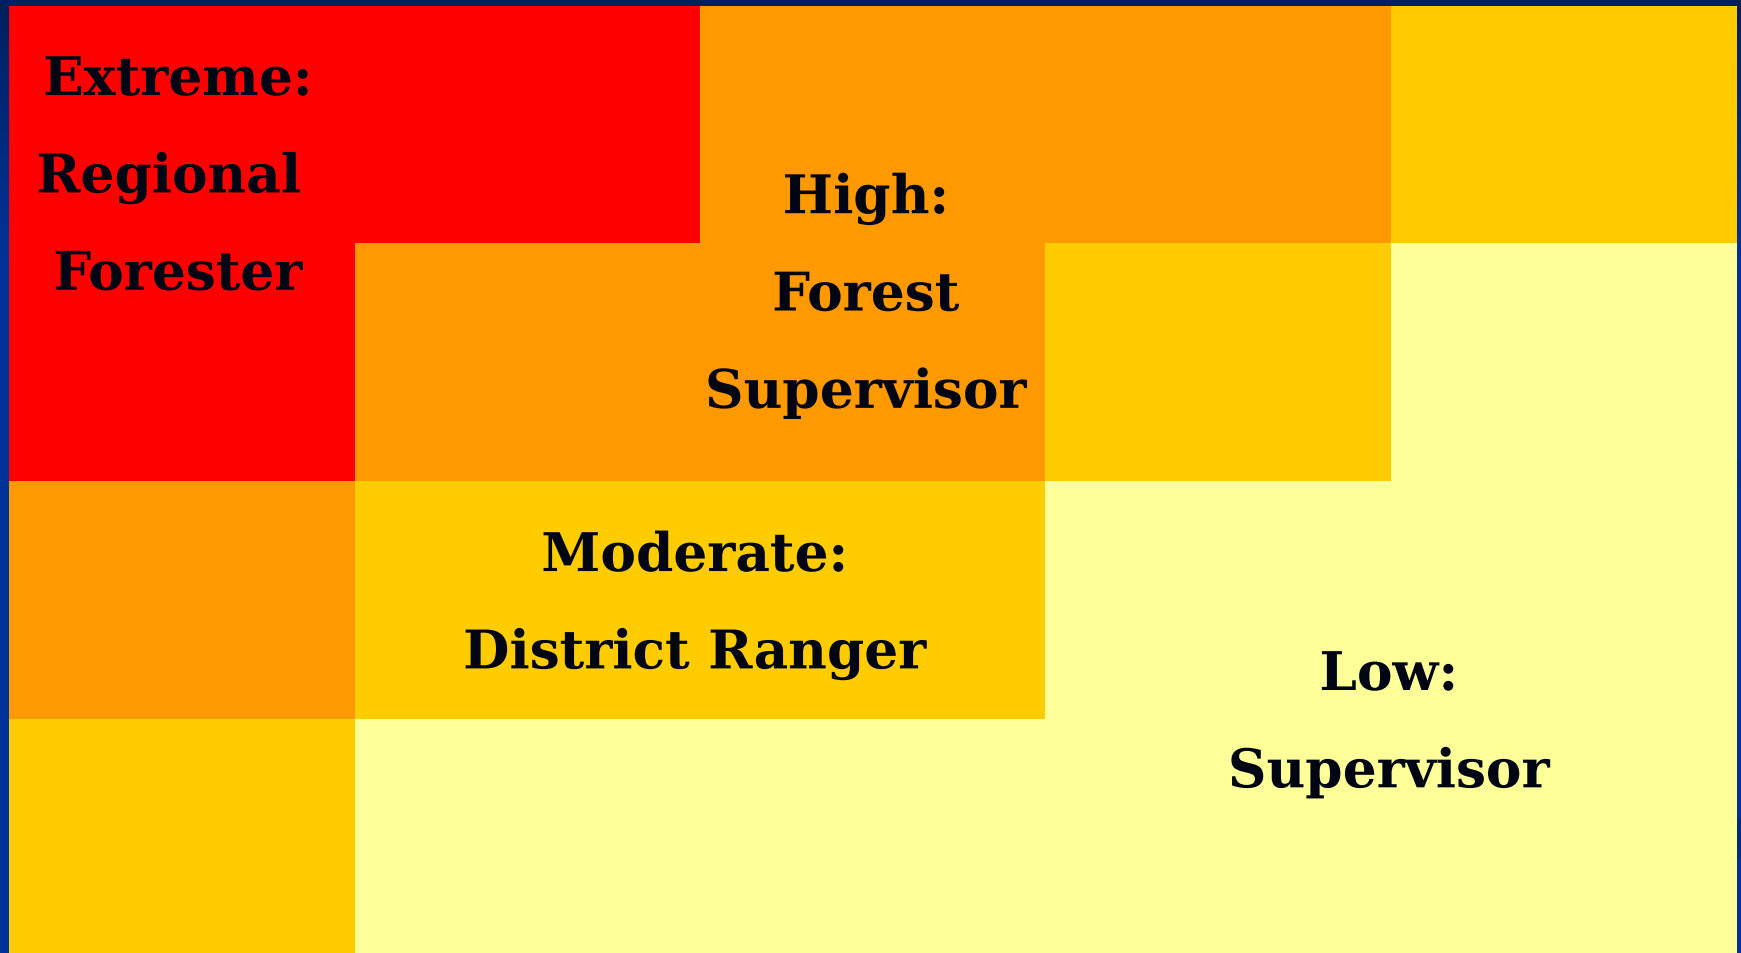 Extreme:
Regional
Forester
High:
Forest
Supervisor
Moderate:
District Ranger
Low:
Supervisor